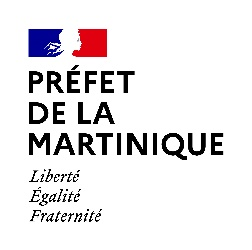 PRÉFET
DE LA
MARTINIQUE
Liberté
Égalité
Fraternité